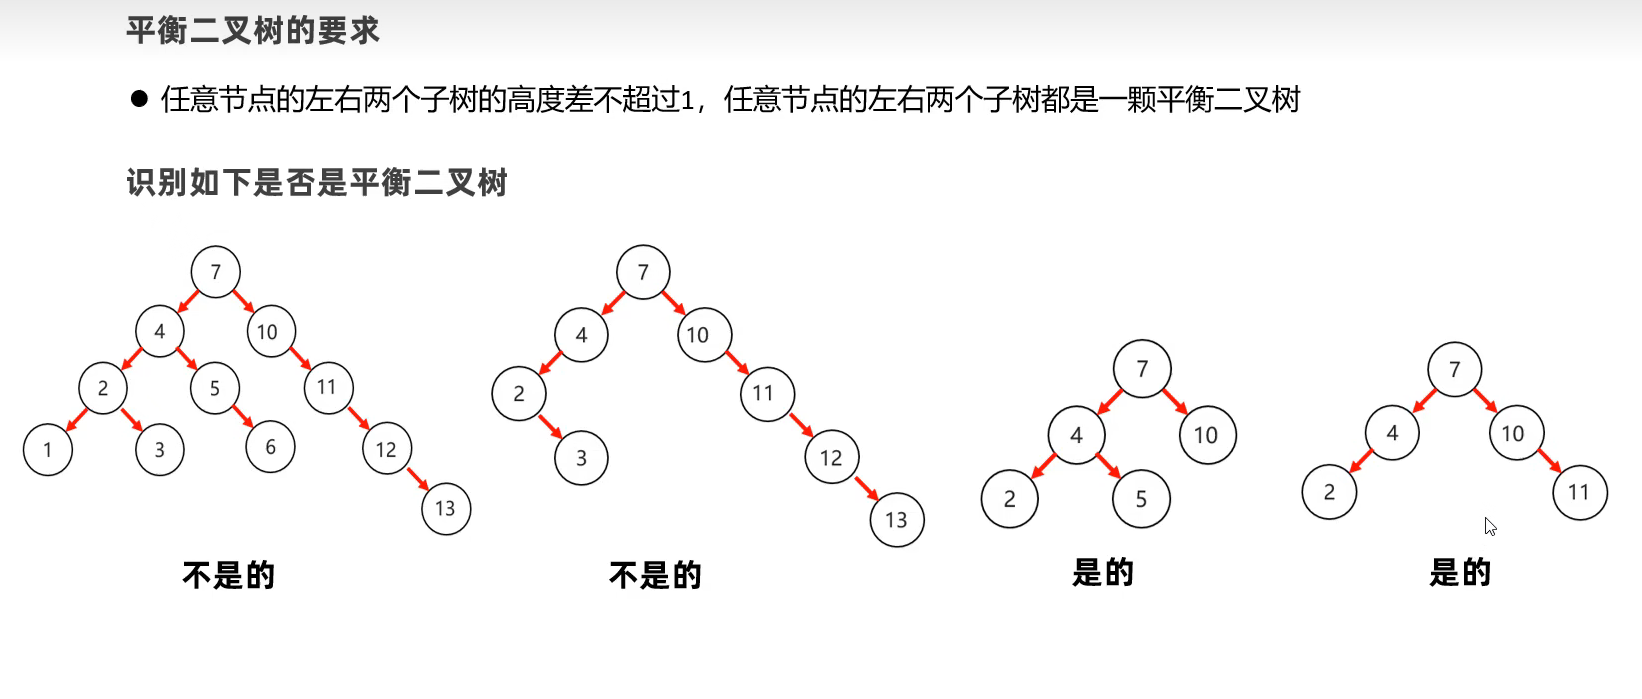 平衡二叉树的要求
● 任意节点的左右两个子树的高度差不超过1，任意节点的左右两个子树都是一颗平衡二叉树
识别如下是否是平衡二叉树
7
4 10
2 5 11
1 3 6 12
13
不是的
7
4 10
2 11
3 12
13
不是的
7
4 10
2 5
是的
7
4 10
2 11
是的